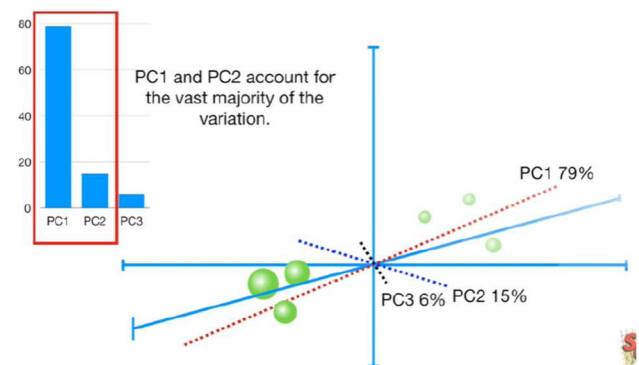 80
60
40
20
0
PC1 PC2 PC3
PC1 and PC2 account for
the vast majority of the
variation.
PC1 79%
PC3 6% PC2 15%